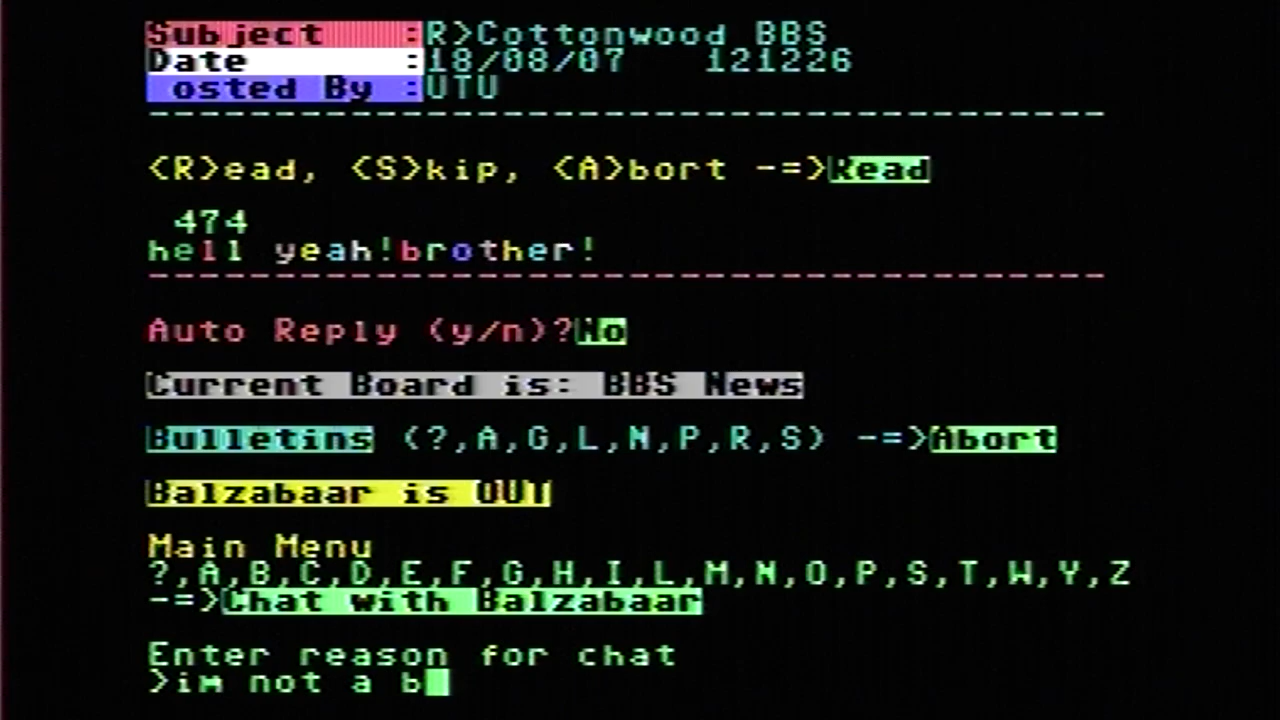 Subject    :R>Cottonwood BBS
Date       :18/08/07   121226
 osted By :UTU
-----------------------------------------------------
<R>ead, <S>kip, <A>bort -=>Read
474
hell yeah!brother!
-----------------------------------------------------
Auto Reply (y/n)?No
Current Board is: BBS News
Bulletins (?,A,G,L,N,P,R,S) -=>Abort
Balzabaar is OUT
Main Menu
?,A,B,C,D,E,F,G,H,I,L,M,N,O,P,S,T,W,Y,Z
-=>Chat with Balzabaar
Enter reason for chat
>im not a b